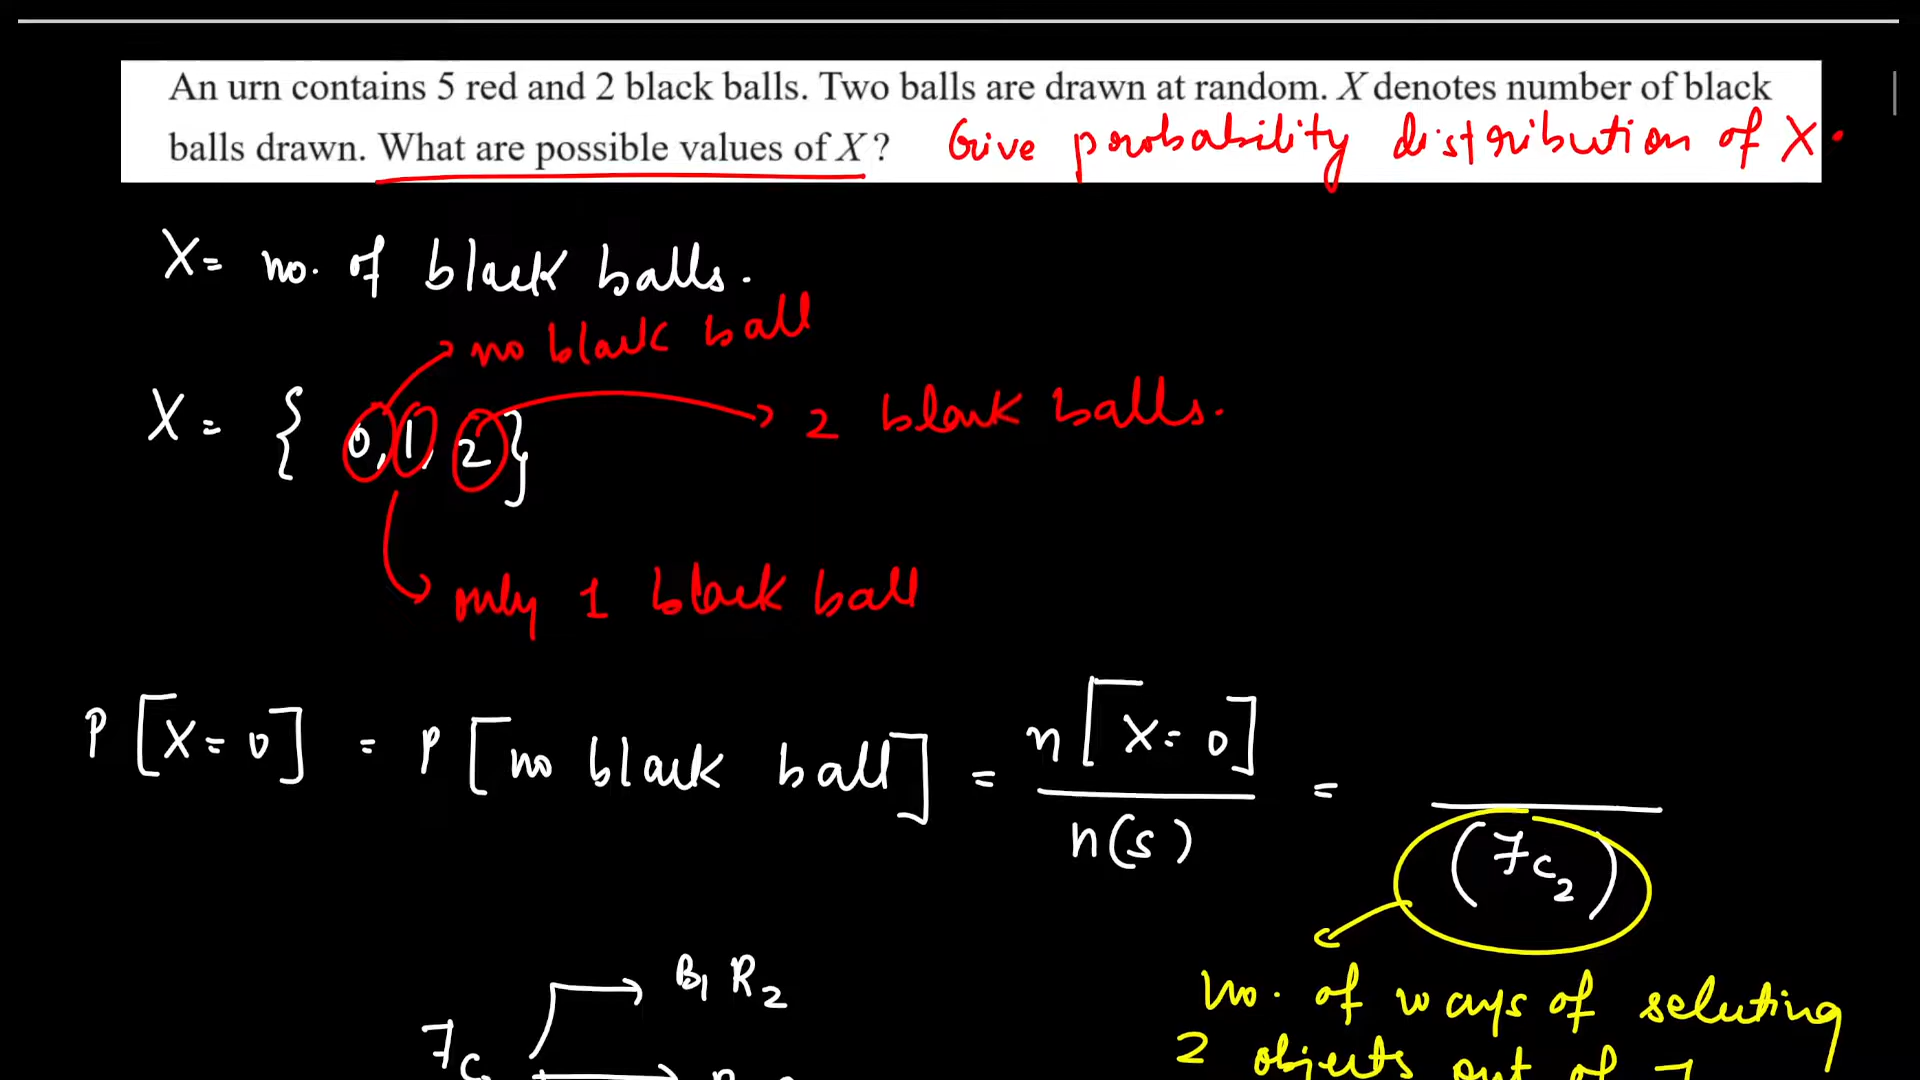 An urn contains 5 red and 2 black balls. Two balls are drawn at random. X denotes number of black
balls drawn. What are possible values of X? Give probability distribution of X.
X = no. of black balls.
no black ball
X = { 0, 1, 2 }
2 black balls.
only 1 black ball
P [X = 0] = P [no black ball] = n[X = 0] / n(s) = / (7c2)
B1 R2
no. of ways of selecting
7c
2 objects out of 7